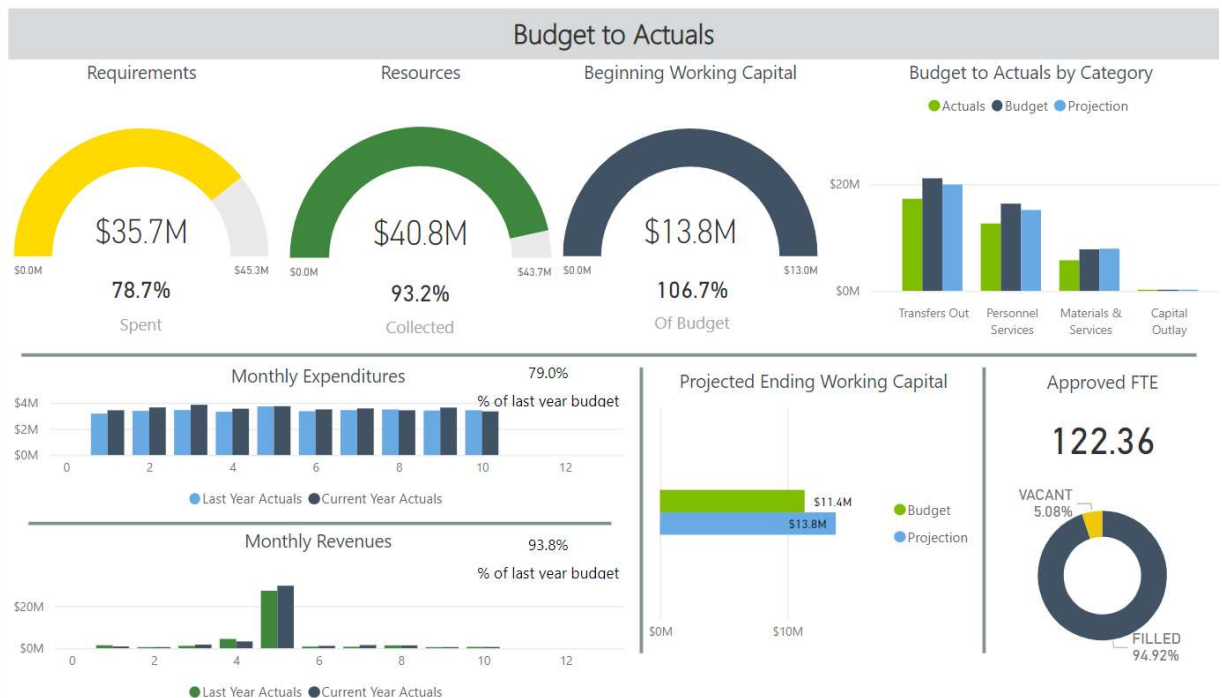 Budget to Actuals
Requirements
$35.7M
$0.0M
$45.3M
78.7%
Spent
Resources
$40.8M
$0.0M
$43.7M
93.2%
Collected
Beginning Working Capital
$13.8M
$0.0M
$13.0M
106.7%
Of Budget
Budget to Actuals by Category
Actuals Budget Projection
$20M
$0M
Transfers Out
Personnel
Services
Materials &
Services
Capital
Outlay
Monthly Expenditures
79.0%
% of last year budget
$4M
$2M
$0M
0 2 4 6 8 10 12
Last Year Actuals Current Year Actuals
Monthly Revenues
93.8%
% of last year budget
$20M
$0M
0 2 4 6 8 10 12
Last Year Actuals Current Year Actuals
Projected Ending Working Capital
$11.4M
$13.8M
Budget
Projection
$0M $10M
Approved FTE
122.36
VACANT
5.08%
FILLED
94.92%